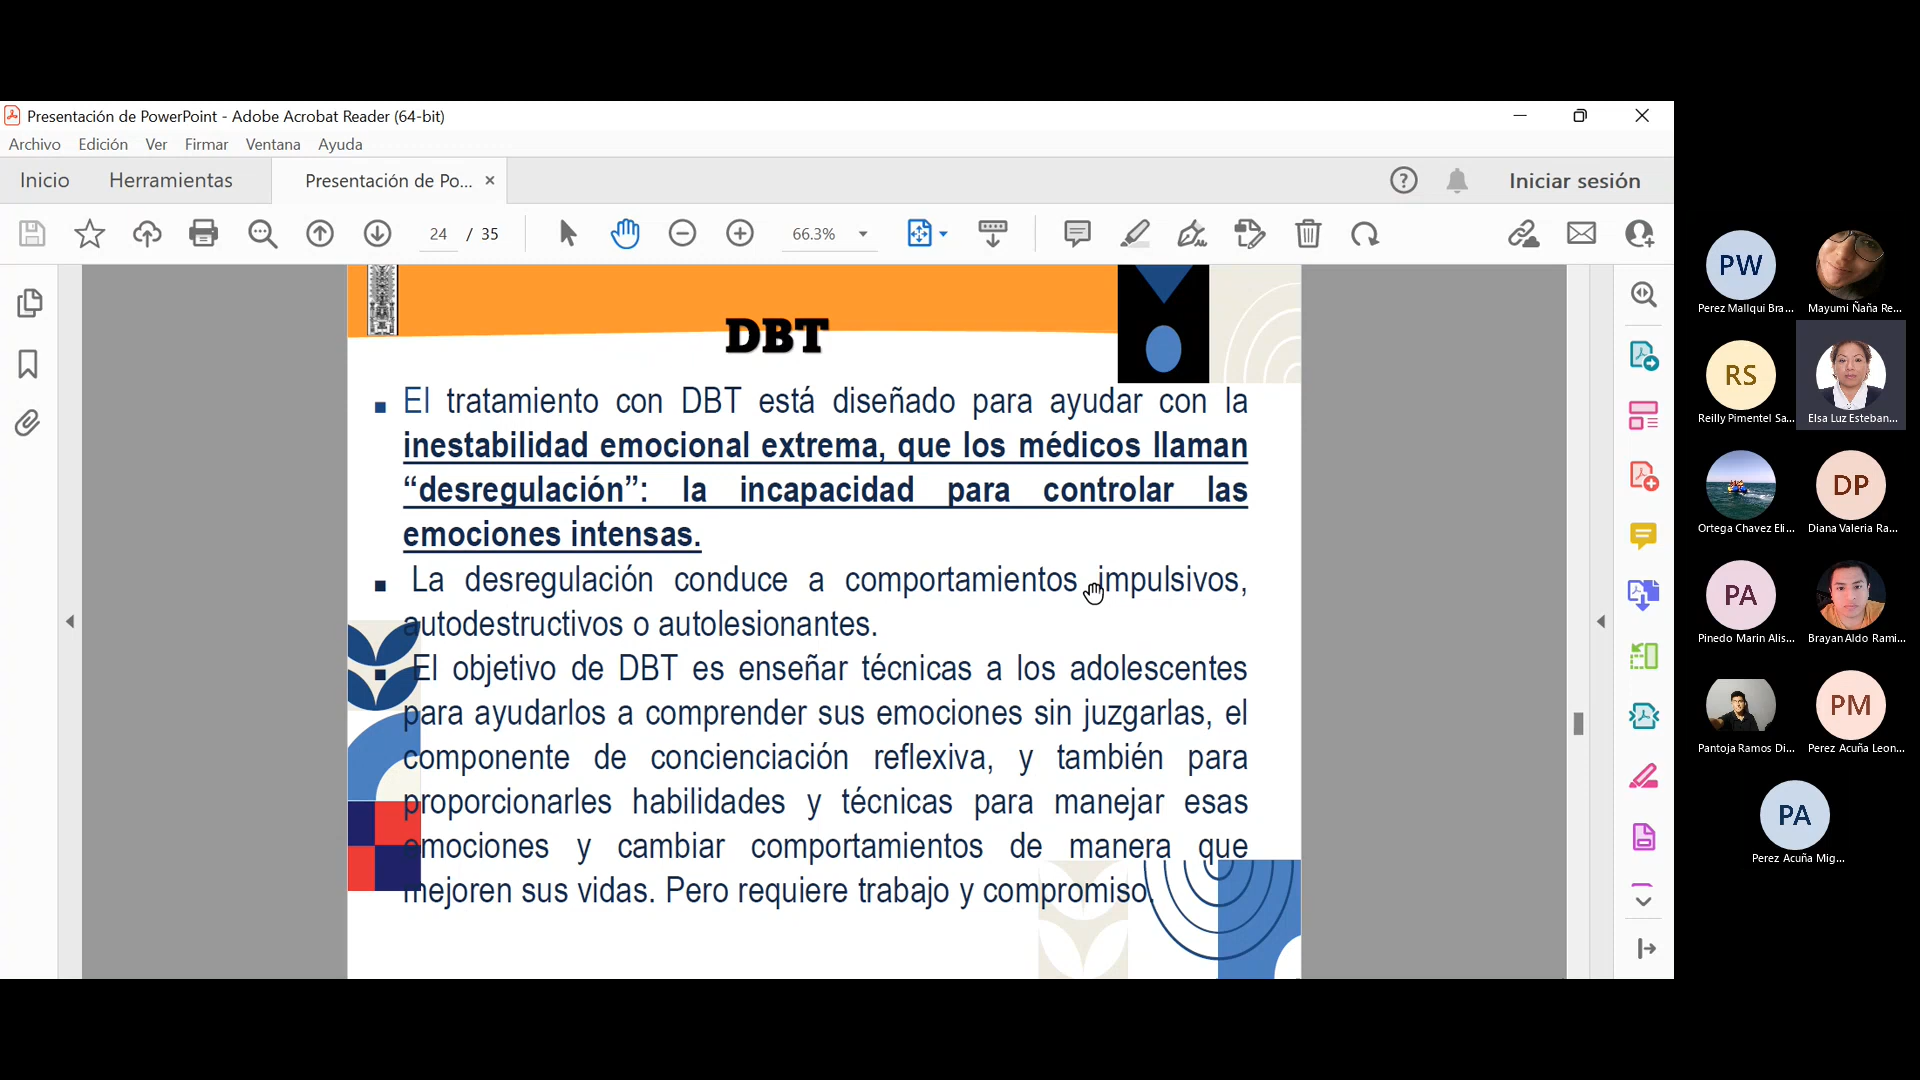 Presentación de PowerPoint - Adobe Acrobat Reader (64-bit)
Archivo Edición Ver Firmar Ventana Ayuda
Inicio Herramientas Presentación de Po... × Iniciar sesión
24 / 35 66.3%
DBT
▪ El tratamiento con DBT está diseñado para ayudar con la
inestabilidad emocional extrema, que los médicos llaman
“desregulación”: la incapacidad para controlar las
emociones intensas.
▪ La desregulación conduce a comportamientos impulsivos,
autodestructivos o autolesionantes.
▪ El objetivo de DBT es enseñar técnicas a los adolescentes
para ayudarlos a comprender sus emociones sin juzgarlas, el
componente de concienciación reflexiva, y también para
proporcionarles habilidades y técnicas para manejar esas
emociones y cambiar comportamientos de manera que
mejoren sus vidas. Pero requiere trabajo y compromiso.
PW
Perez Mallqui Bra... Mayumi Ñaña Re...
RS
Reilly Pimentel Sa... Elsa Luz Esteban...
DP
Ortega Chavez Eli... Diana Valeria Ra...
PA
Pinedo Marin Alis... Brayan Aldo Rami...
PM
Pantoja Ramos Di... Perez Acuña Leon...
PA
Perez Acuña Mig...